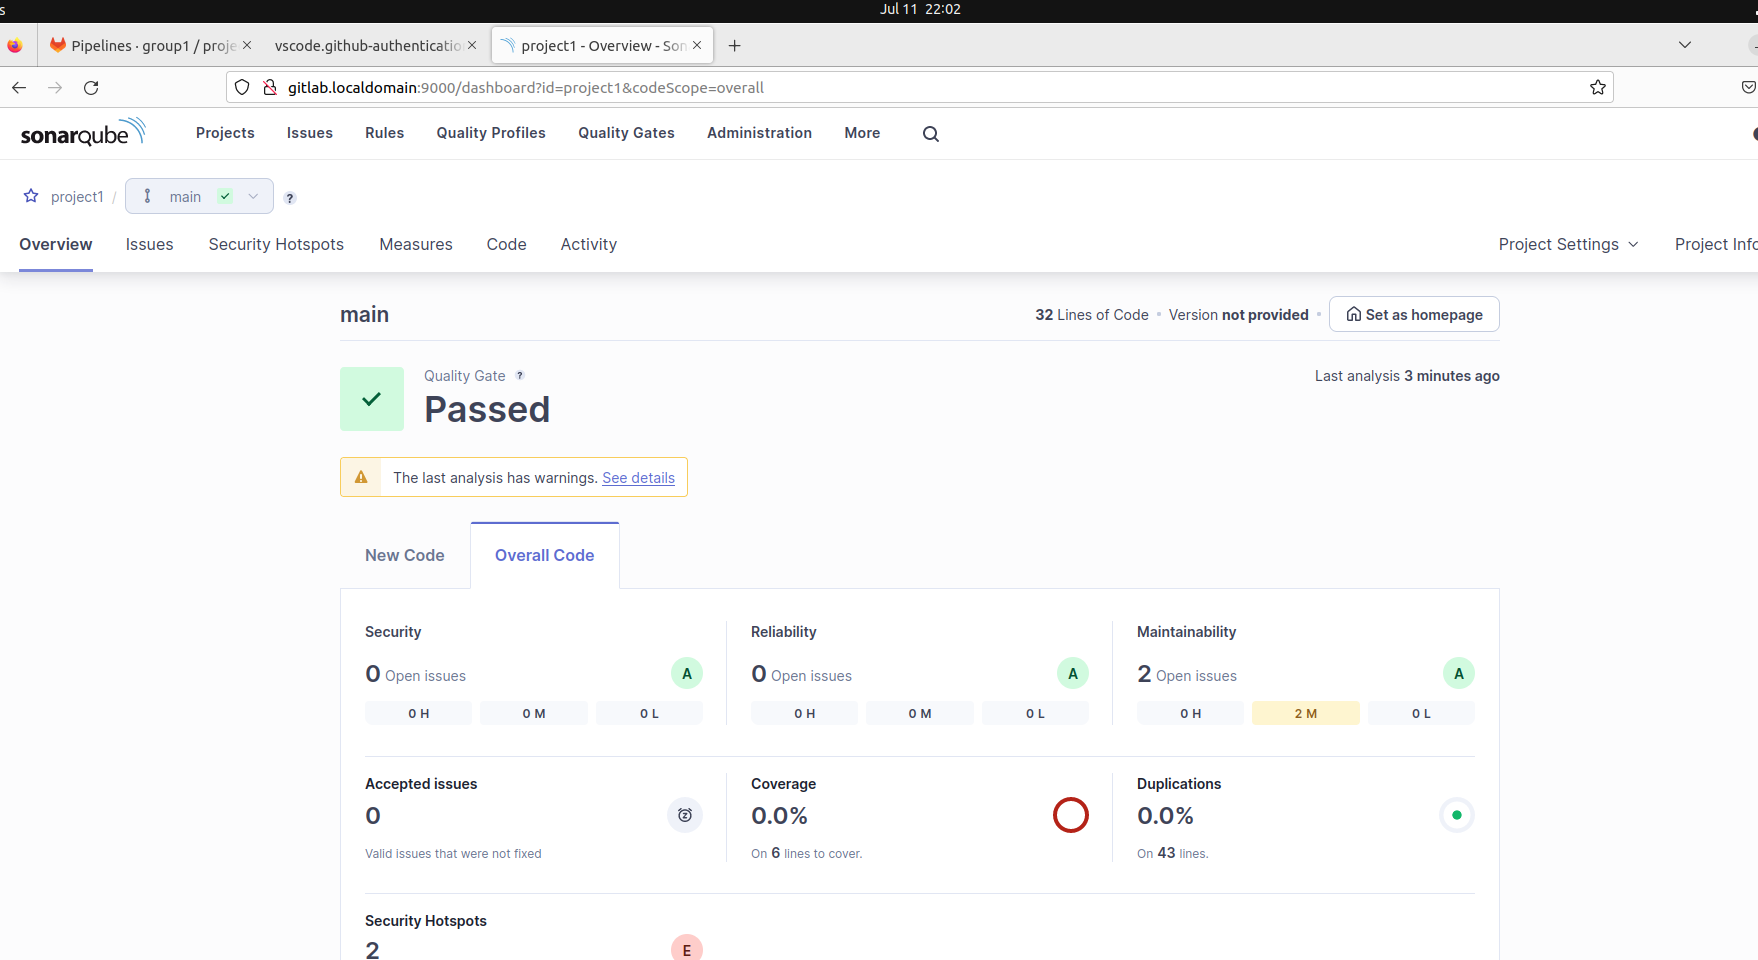 s
Jul 11 22:02
Pipelines · group1 / proje
vscode.github-authenticatio
project1 - Overview - Son
gitlab.localdomain:9000/dashboard?id=project1&codeScope=overall
sonarqube Projects Issues Rules Quality Profiles Quality Gates Administration More
project1 / main ?
Overview Issues Security Hotspots Measures Code Activity Project Settings Project Info
main 32 Lines of Code • Version not provided • Set as homepage
Quality Gate ? Last analysis 3 minutes ago
Passed
The last analysis has warnings. See details
New Code Overall Code
Security Reliability Maintainability
0 Open issues A 0 Open issues A 2 Open issues A
0 H 0 M 0 L 0 H 0 M 0 L 0 H 2 M 0 L
Accepted issues Coverage Duplications
0 0.0% 0.0%
Valid issues that were not fixed On 6 lines to cover. On 43 lines.
Security Hotspots
2 E